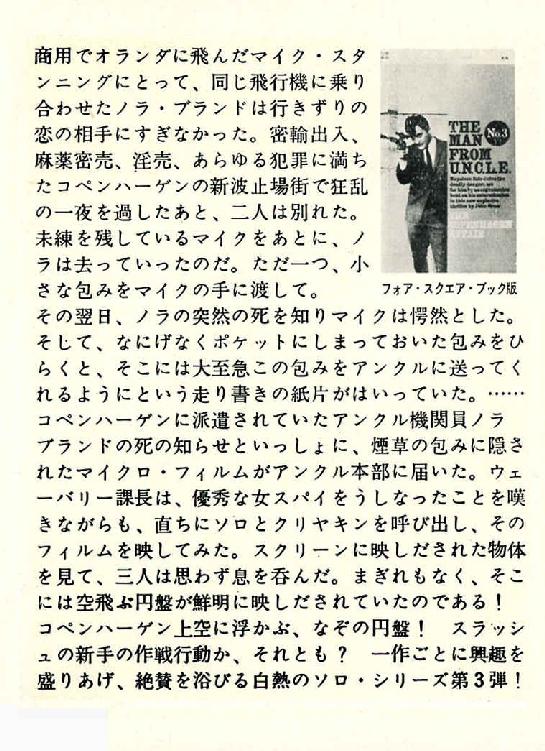 商用でオランダに飛んだマイク・スタ
ンニングにとって、同じ飛行機に乗り
合わせたノラ・ブランドは行きずりの
恋の相手にすぎなかった。密輸出入、
麻薬密売、淫売、あらゆる犯罪に満ち
たコペンハーゲンの新波止場街で狂乱
の一夜を過したあと、二人は別れた。
未練を残しているマイクをあとに、ノ
ラは去っていったのだ。ただ一つ、小
さな包みをマイクの手に渡して。
THE
MAN
FROM
U.N.C.L.E.
No.3
フォア・スクエア・ブック版
その翌日、ノラの突然の死を知りマイクは愕然とした。
そして、なにげなくポケットにしまっておいた包みをひ
らくと、そこには大至急この包みをアンクルに送ってく
れるようにという走り書きの紙片がはいっていた。……
コペンハーゲンに派遣されていたアンクル機関員ノラ
ブランドの死の知らせといっしょに、煙草の包みに隠さ
れたマイクロ・フィルムがアンクル本部に届いた。ウェ
ーバリー課長は、優秀な女スパイをうしなったことを嘆
きながらも、直ちにソロとクリヤキンを呼び出し、その
フィルムを映してみた。スクリーンに映しだされた物体
を見て、三人は思わず息を呑んだ。まぎれもなく、そこ
には空飛ぶ円盤が鮮明に映しだされていたのである！
コペンハーゲン上空に浮かぶ、なぞの円盤！　スラッシ
ュの新手の作戦行動か、それとも？　一作ごとに興趣を
盛りあげ、絶賛を浴びる白熱のソロ・シリーズ第3弾！